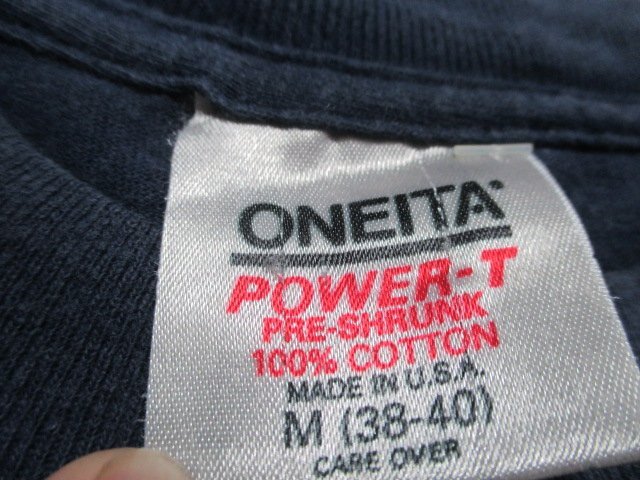 ONEITA
POWER-T
PRE-SHRUNK
100% COTTON
MADE IN U.S.A.
M (38-40)
CARE OVER